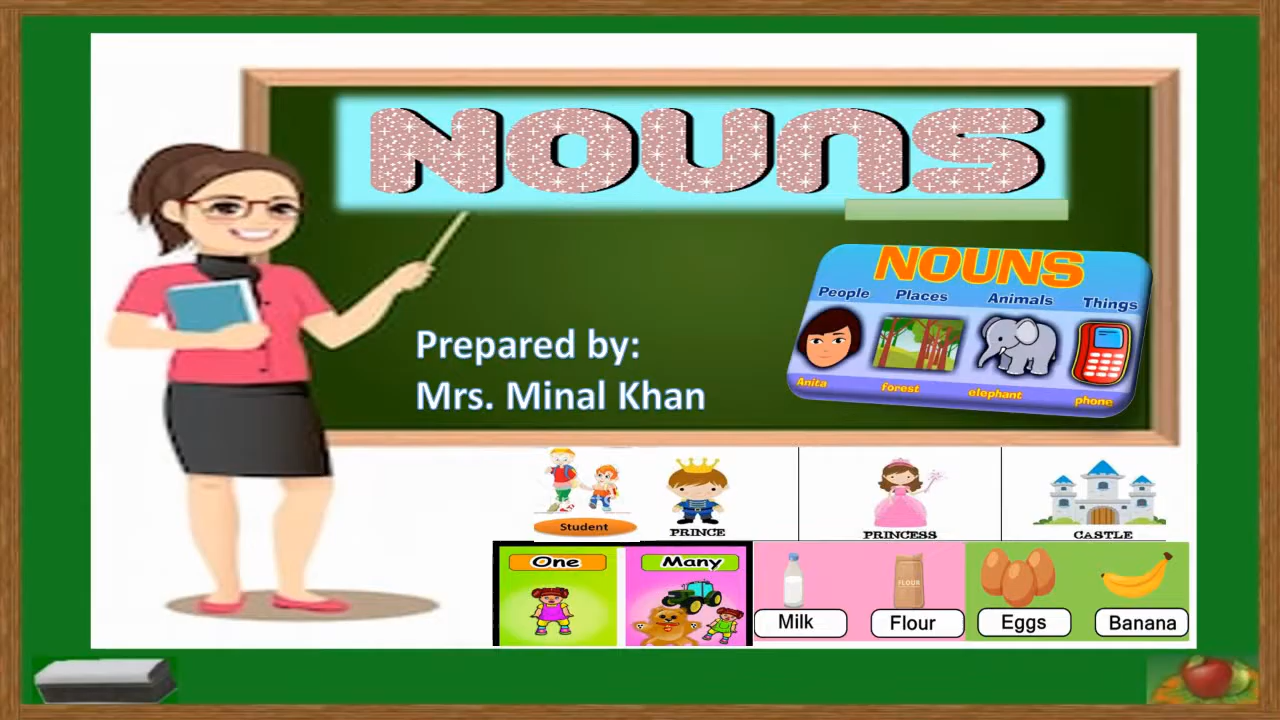 NOUNS
NOUNS
People Places Animals Things
Anita forest elephant phone
Prepared by:
Mrs. Minal Khan
Student PRINCE PRINCESS CASTLE
One Many
FLOUR
Milk Flour Eggs Banana